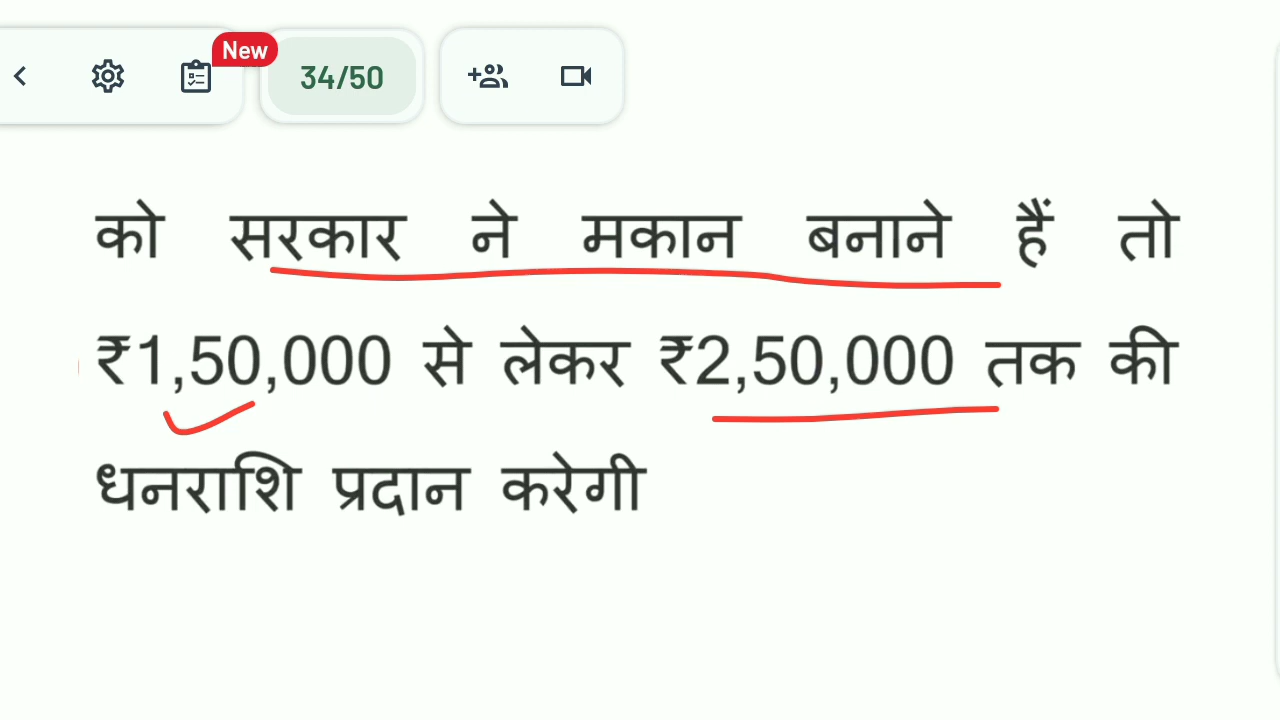 New
34/50
को सरकार ने मकान बनाने हैं तो
₹1,50,000 से लेकर ₹2,50,000 तक की
धनराशि प्रदान करेगी